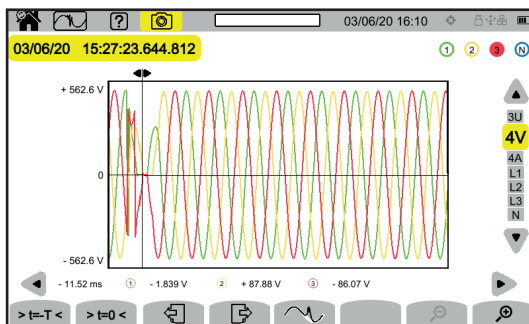 ? 03/06/20 16:10
03/06/20 15:27:23.644.812
1 2 3 N
+ 562.6 V
0
- 562.6 V
3U
4V
4A
L1
L2
L3
N
- 11.52 ms 1 - 1.839 V 2 + 87.88 V 3 - 86.07 V
> t=-T < > t=0 <